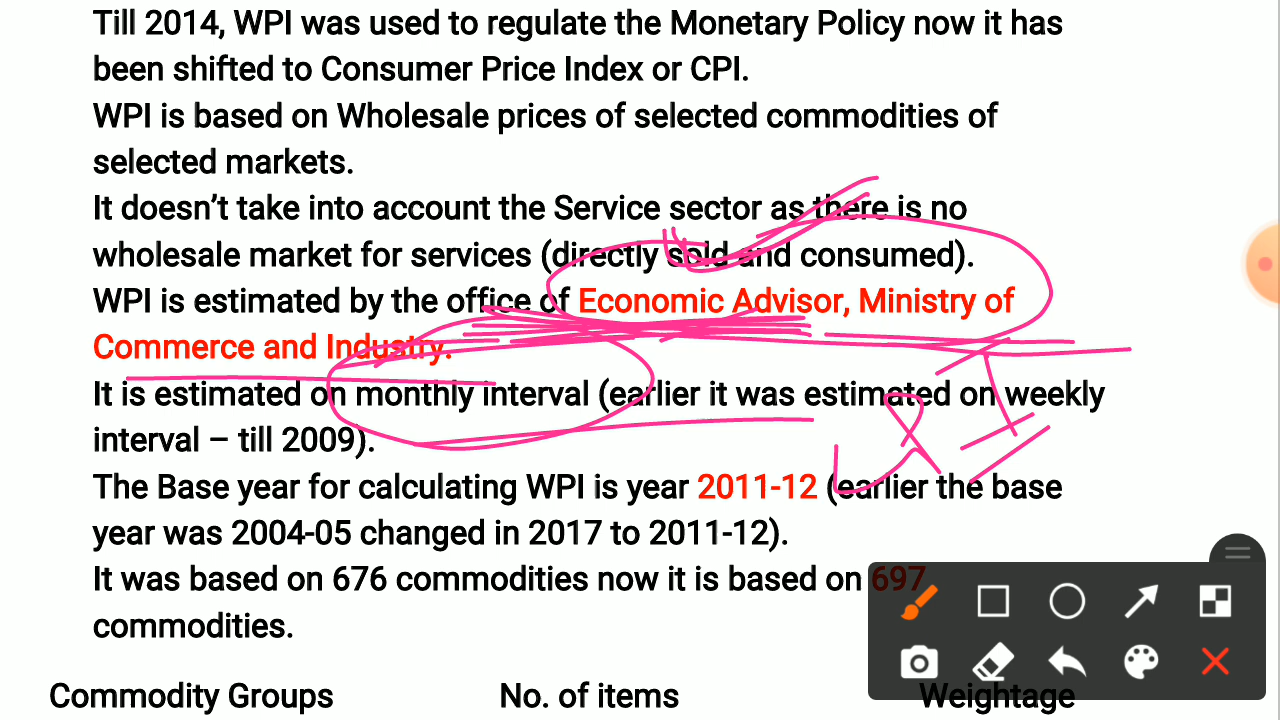 Till 2014, WPI was used to regulate the Monetary Policy now it has
been shifted to Consumer Price Index or CPI.
WPI is based on Wholesale prices of selected commodities of
selected markets.
It doesn’t take into account the Service sector as there is no
wholesale market for services (directly sold and consumed).
WPI is estimated by the office of Economic Advisor, Ministry of
Commerce and Industry.
It is estimated on monthly interval (earlier it was estimated on weekly
interval – till 2009).
The Base year for calculating WPI is year 2011-12 (earlier the base
year was 2004-05 changed in 2017 to 2011-12).
It was based on 676 commodities now it is based on 697
commodities.
Commodity Groups No. of items Weightage